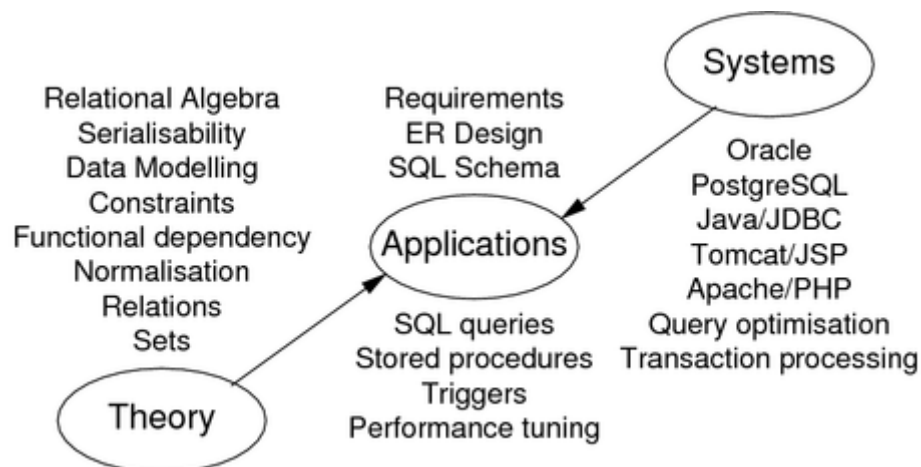 Systems
Relational Algebra
Serialisability
Data Modelling
Constraints
Functional dependency
Normalisation
Relations
Sets
Theory
Requirements
ER Design
SQL Schema
Applications
SQL queries
Stored procedures
Triggers
Performance tuning
Oracle
PostgreSQL
Java/JDBC
Tomcat/JSP
Apache/PHP
Query optimisation
Transaction processing